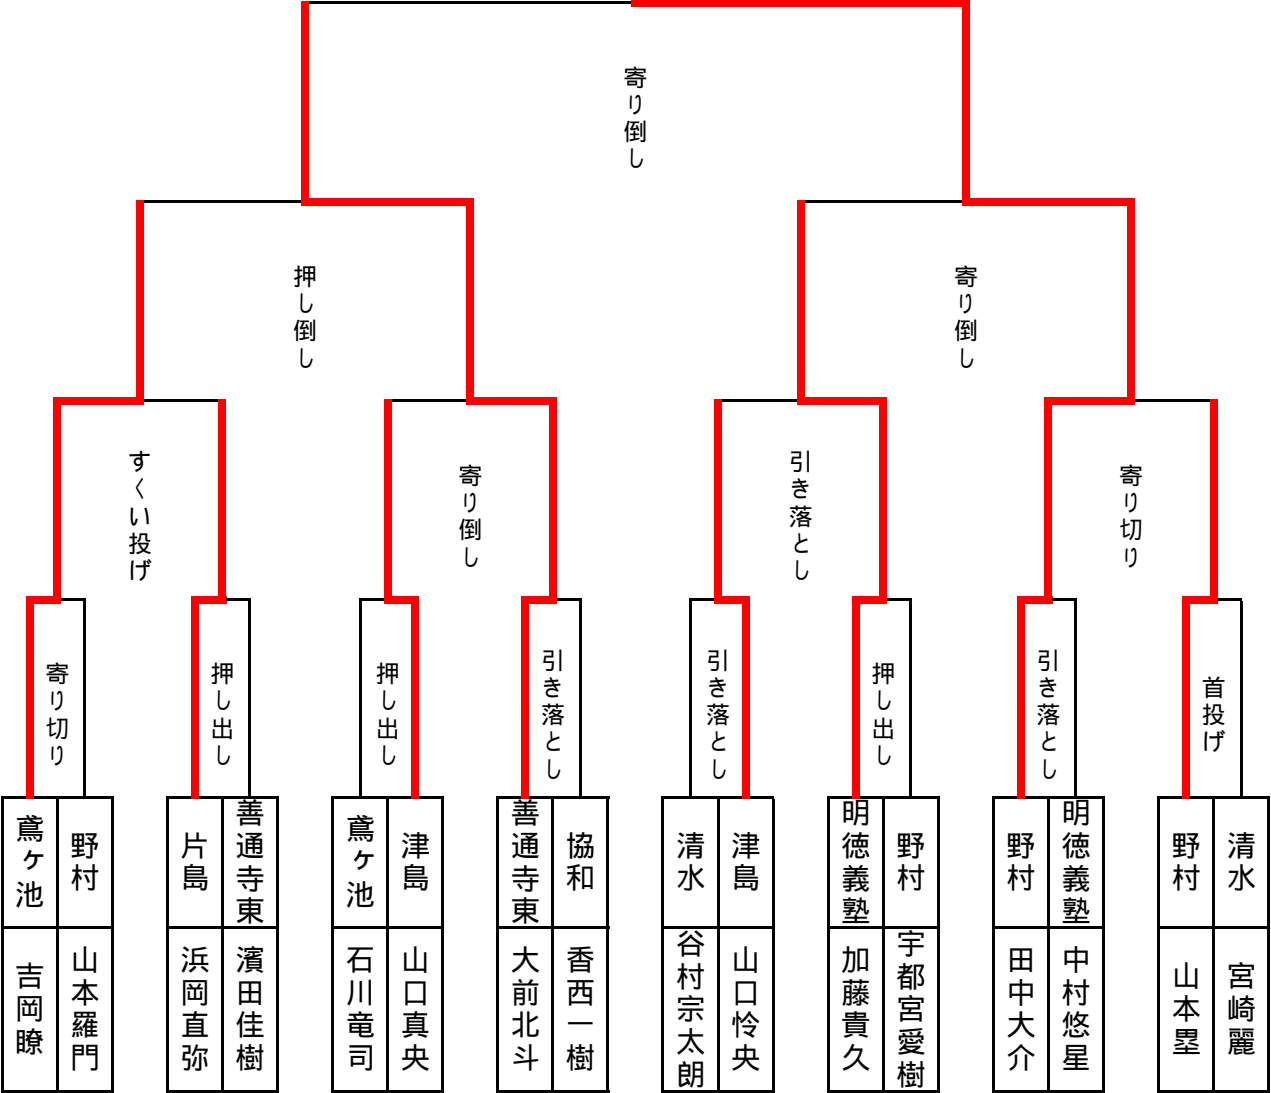 寄り倒し
押し倒し
寄り倒し
すくい投げ
寄り倒し
引き落とし
寄り切り
寄り切り
押し出し
押し出し
引き落とし
引き落とし
押し出し
引き落とし
首投げ
鳶ヶ池
野村
片島
善通寺東
鳶ヶ池
津島
善通寺東
協和
清水
津島
明徳義塾
野村
野村
明徳義塾
野村
清水
吉岡瞭
山本羅門
浜岡直弥
濱田佳樹
石川竜司
山口真央
大前北斗
香西一樹
谷村宗太朗
山口怜央
加藤貴久
宇都宮愛樹
田中大介
中村悠星
山本塁
宮崎麗